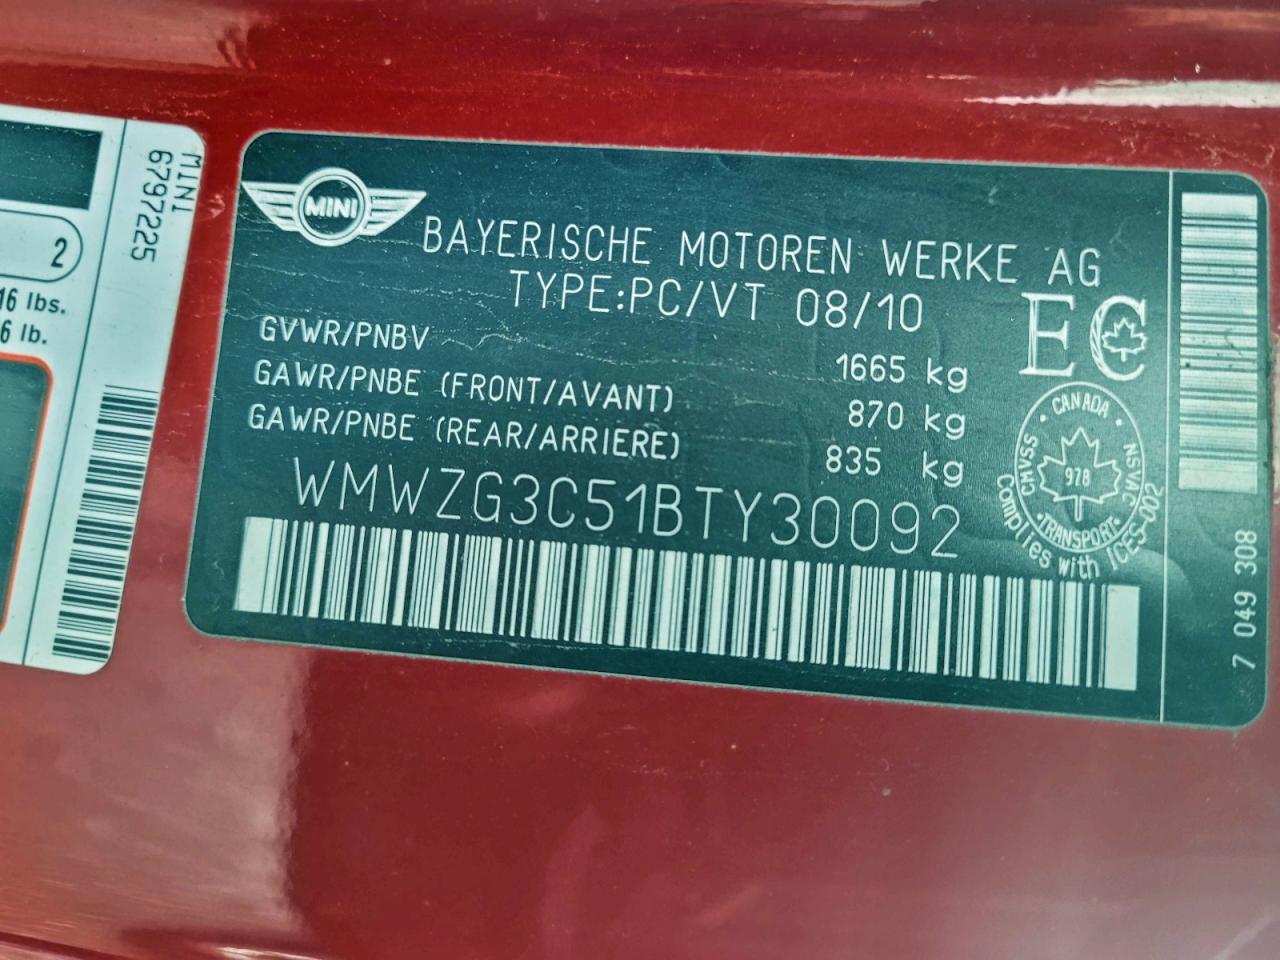 MINI
6797225
2
16 lbs.
6 lb.
MINI
BAYERISCHE MOTOREN WERKE AG
TYPE:PC/VT 08/10
EC
GVWR/PNBV 1665 kg
GAWR/PNBE (FRONT/AVANT) 870 kg
GAWR/PNBE (REAR/ARRIERE) 835 kg
WMWZG3C51BTY30092
CANADA
CMVSS
NSVAC
978
TRANSPORT
Complies with ICES-002
7 049 308